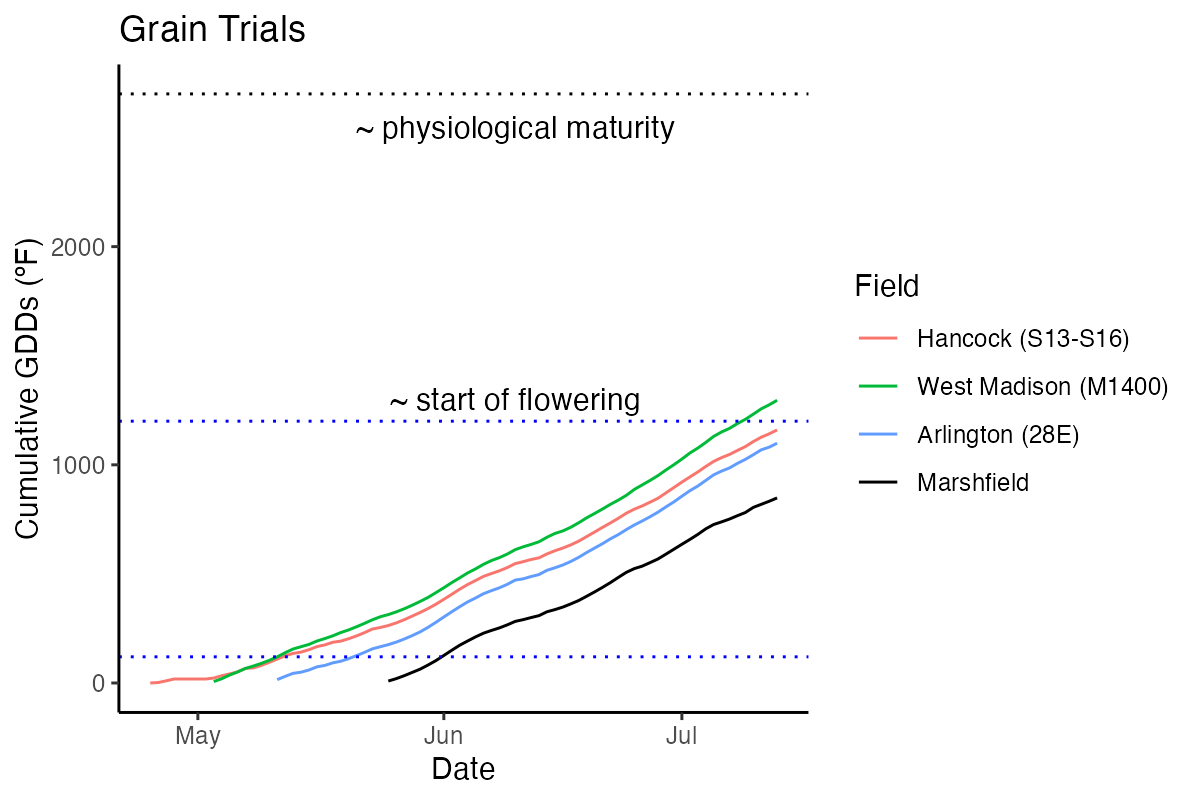 Grain Trials
~ physiological maturity
2000
~ start of flowering
1000
0
Cumulative GDDs (°F)
May
Jun
Jul
Date
Field
Hancock (S13-S16)
West Madison (M1400)
Arlington (28E)
Marshfield